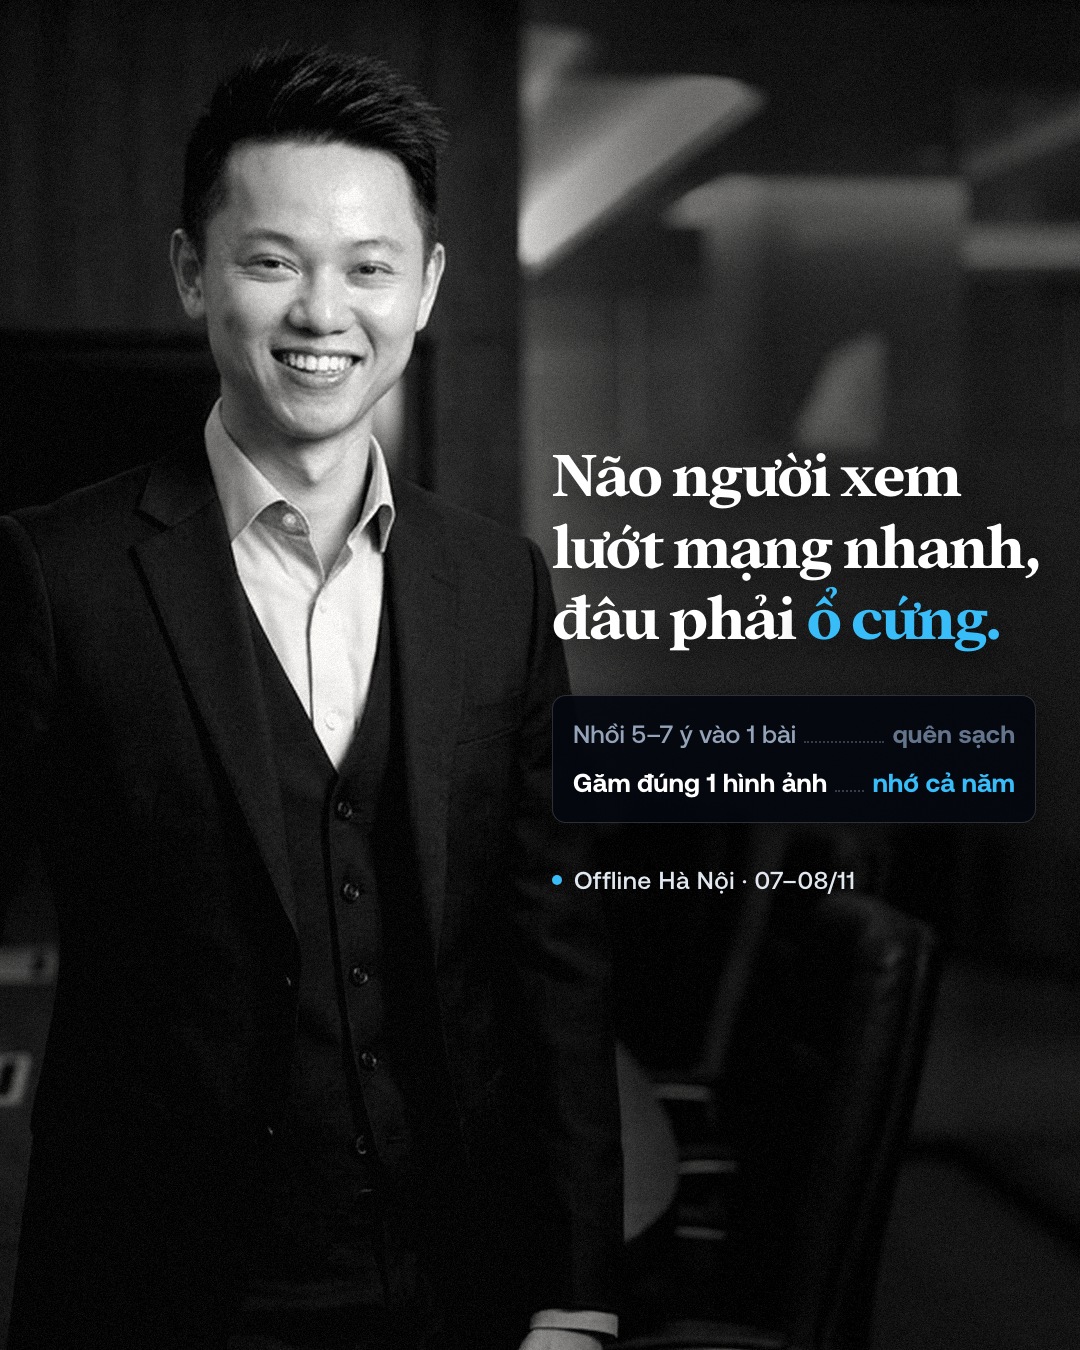 Não người xem
lướt mạng nhanh,
đâu phải ổ cứng.
Nhồi 5–7 ý vào 1 bài quên sạch
Găm đúng 1 hình ảnh nhớ cả năm
Offline Hà Nội · 07–08/11